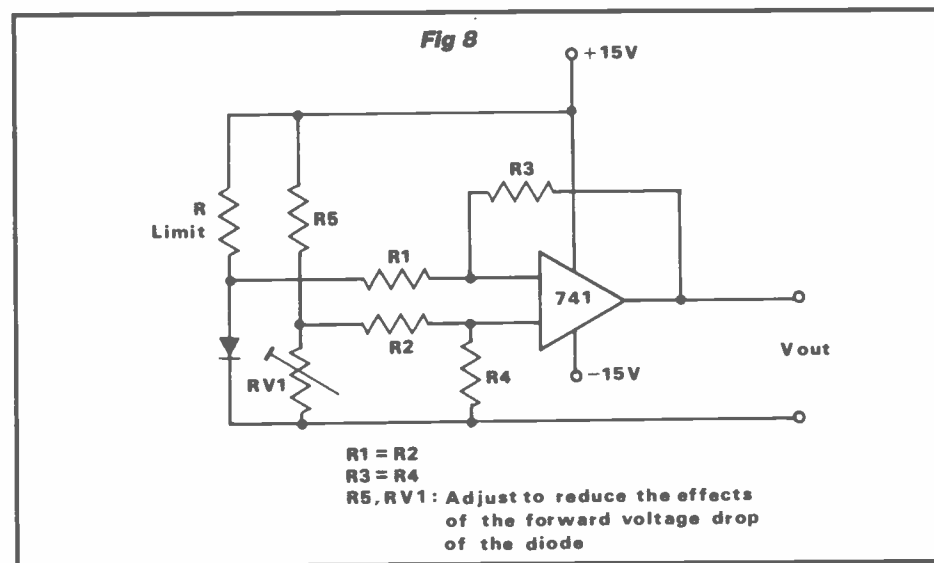 Fig 8
+15V
R3
R
Limit
R5
R1
741
R2
Vout
RV1
R4
-15V
R1 = R2
R3 = R4
R5, RV1: Adjust to reduce the effects
of the forward voltage drop
of the diode